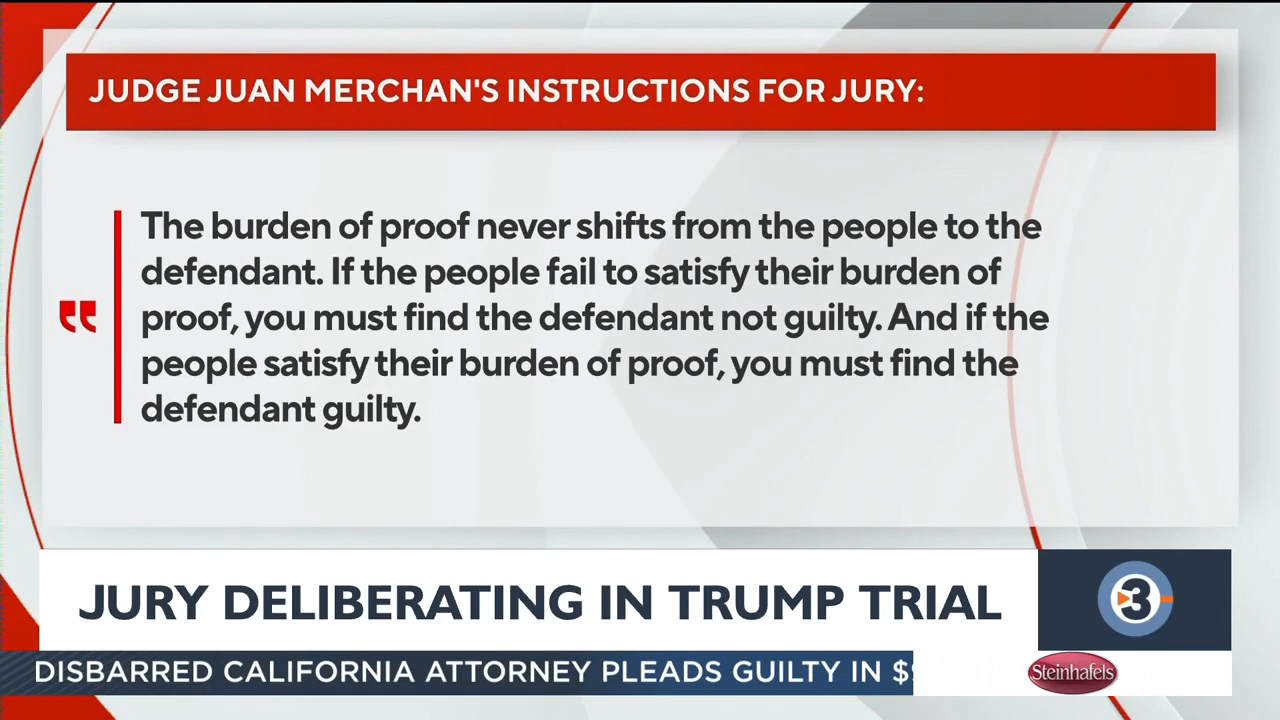 JUDGE JUAN MERCHAN'S INSTRUCTIONS FOR JURY:
The burden of proof never shifts from the people to the
defendant. If the people fail to satisfy their burden of
proof, you must find the defendant not guilty. And if the
people satisfy their burden of proof, you must find the
defendant guilty.
JURY DELIBERATING IN TRUMP TRIAL
3
DISBARRED CALIFORNIA ATTORNEY PLEADS GUILTY IN $
Steinhafels